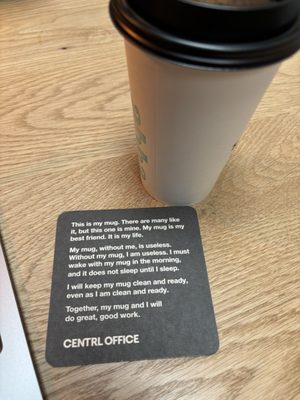 This is my mug. There are many like
it, but this one is mine. My mug is my
best friend. It is my life.
My mug, without me, is useless.
Without my mug, I am useless. I must
wake with my mug in the morning,
and it does not sleep until I sleep.
I will keep my mug clean and ready,
even as I am clean and ready.
Together, my mug and I will
do great, good work.
CENTRL OFFICE